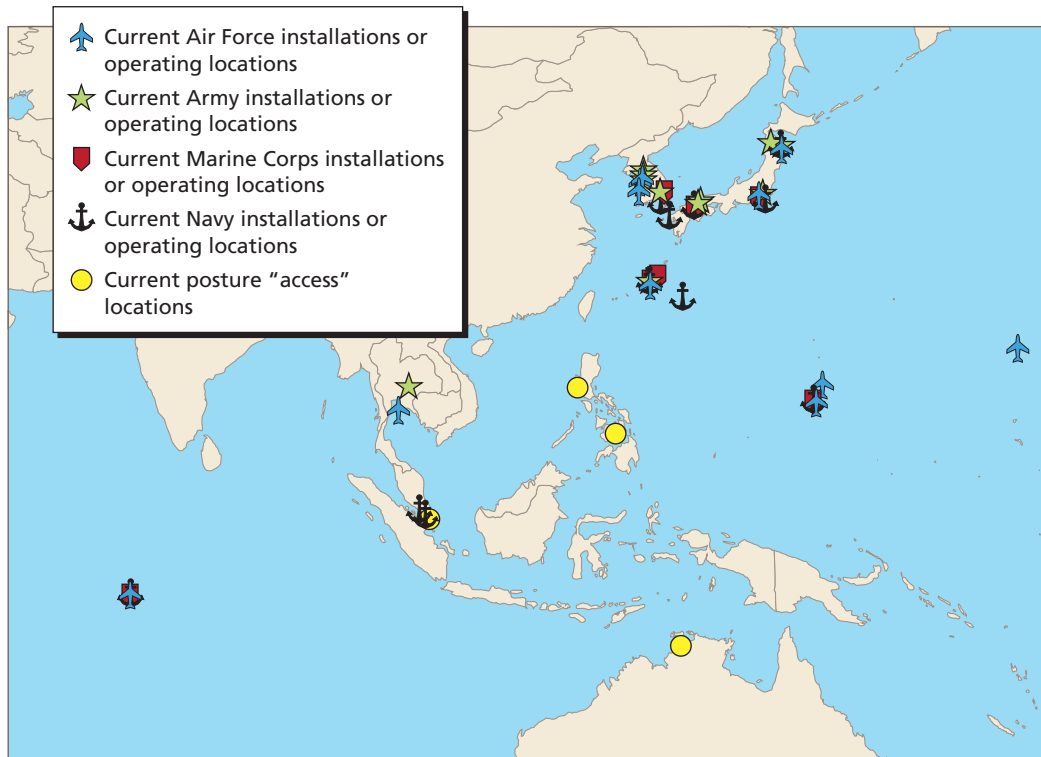 Current Air Force installations or
operating locations
Current Army installations or
operating locations
Current Marine Corps installations
or operating locations
Current Navy installations or
operating locations
Current posture “access”
locations